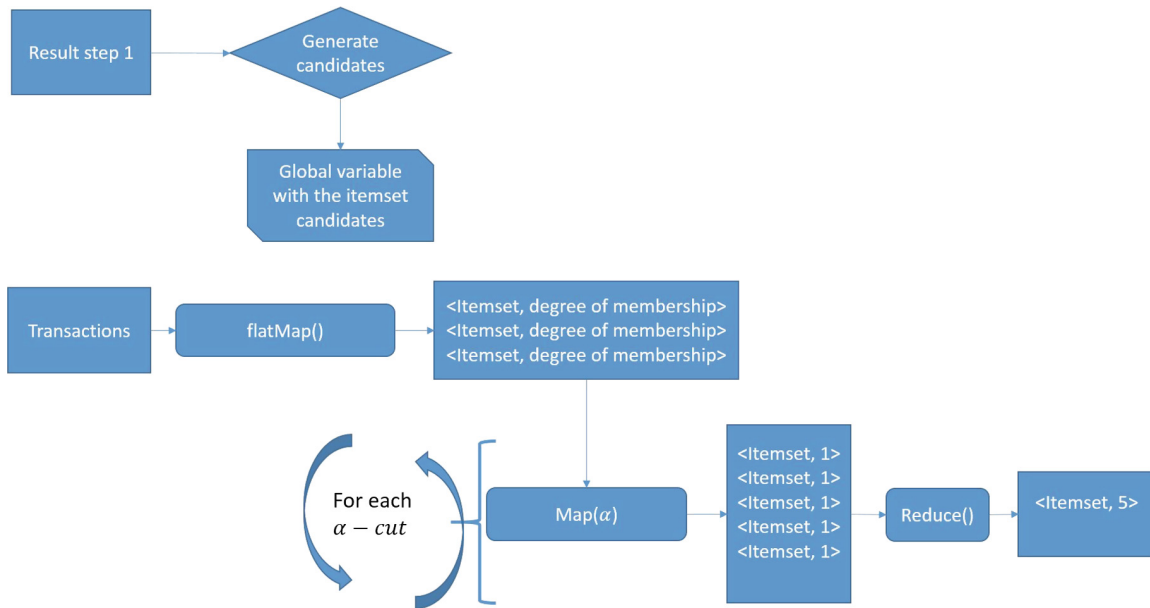 Result step 1
Generate
candidates
Global variable
with the itemset
candidates
Transactions
flatMap()
<Itemset, degree of membership>
<Itemset, degree of membership>
<Itemset, degree of membership>
For each
α − cut
Map(α)
<Itemset, 1>
<Itemset, 1>
<Itemset, 1>
<Itemset, 1>
<Itemset, 1>
Reduce()
<Itemset, 5>